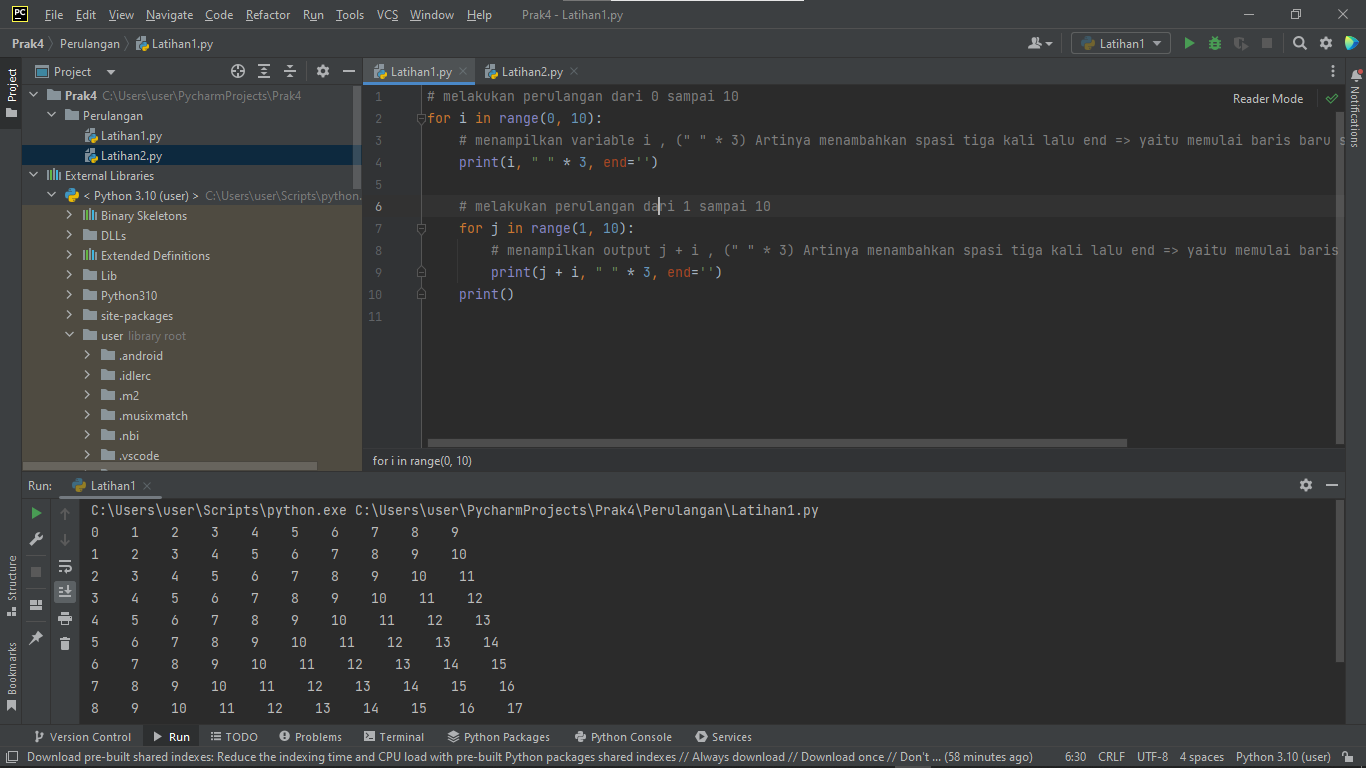 PC File Edit View Navigate Code Refactor Run Tools VCS Window Help Prak4 - Latihan1.py
Prak4 Perulangan Latihan1.py Latihan1
Project
Project
Prak4 C:\Users\user\PycharmProjects\Prak4
Perulangan
Latihan1.py
Latihan2.py
External Libraries
< Python 3.10 (user) > C:\Users\user\Scripts\python.
Binary Skeletons
DLLs
Extended Definitions
Lib
Python310
site-packages
user library root
.android
.idlerc
.m2
.musixmatch
.nbi
.vscode
Latihan1.py Latihan2.py
Reader Mode
Notifications
1 # melakukan perulangan dari 0 sampai 10
2 for i in range(0, 10):
3 # menampilkan variable i , (" " * 3) Artinya menambahkan spasi tiga kali lalu end => yaitu memulai baris baru s
4 print(i, " " * 3, end='')
5
6 # melakukan perulangan dari 1 sampai 10
7 for j in range(1, 10):
8 # menampilkan output j + i , (" " * 3) Artinya menambahkan spasi tiga kali lalu end => yaitu memulai baris
9 print(j + i, " " * 3, end='')
10 print()
11
for i in range(0, 10)
Run: Latihan1
C:\Users\user\Scripts\python.exe C:\Users\user\PycharmProjects\Prak4\Perulangan\Latihan1.py
0 1 2 3 4 5 6 7 8 9
1 2 3 4 5 6 7 8 9 10
2 3 4 5 6 7 8 9 10 11
3 4 5 6 7 8 9 10 11 12
4 5 6 7 8 9 10 11 12 13
5 6 7 8 9 10 11 12 13 14
6 7 8 9 10 11 12 13 14 15
7 8 9 10 11 12 13 14 15 16
8 9 10 11 12 13 14 15 16 17
Structure
Bookmarks
Version Control Run TODO Problems Terminal Python Packages Python Console Services
Download pre-built shared indexes: Reduce the indexing time and CPU load with pre-built Python packages shared indexes // Always download // Download once // Don't ... (58 minutes ago) 6:30 CRLF UTF-8 4 spaces Python 3.10 (user)